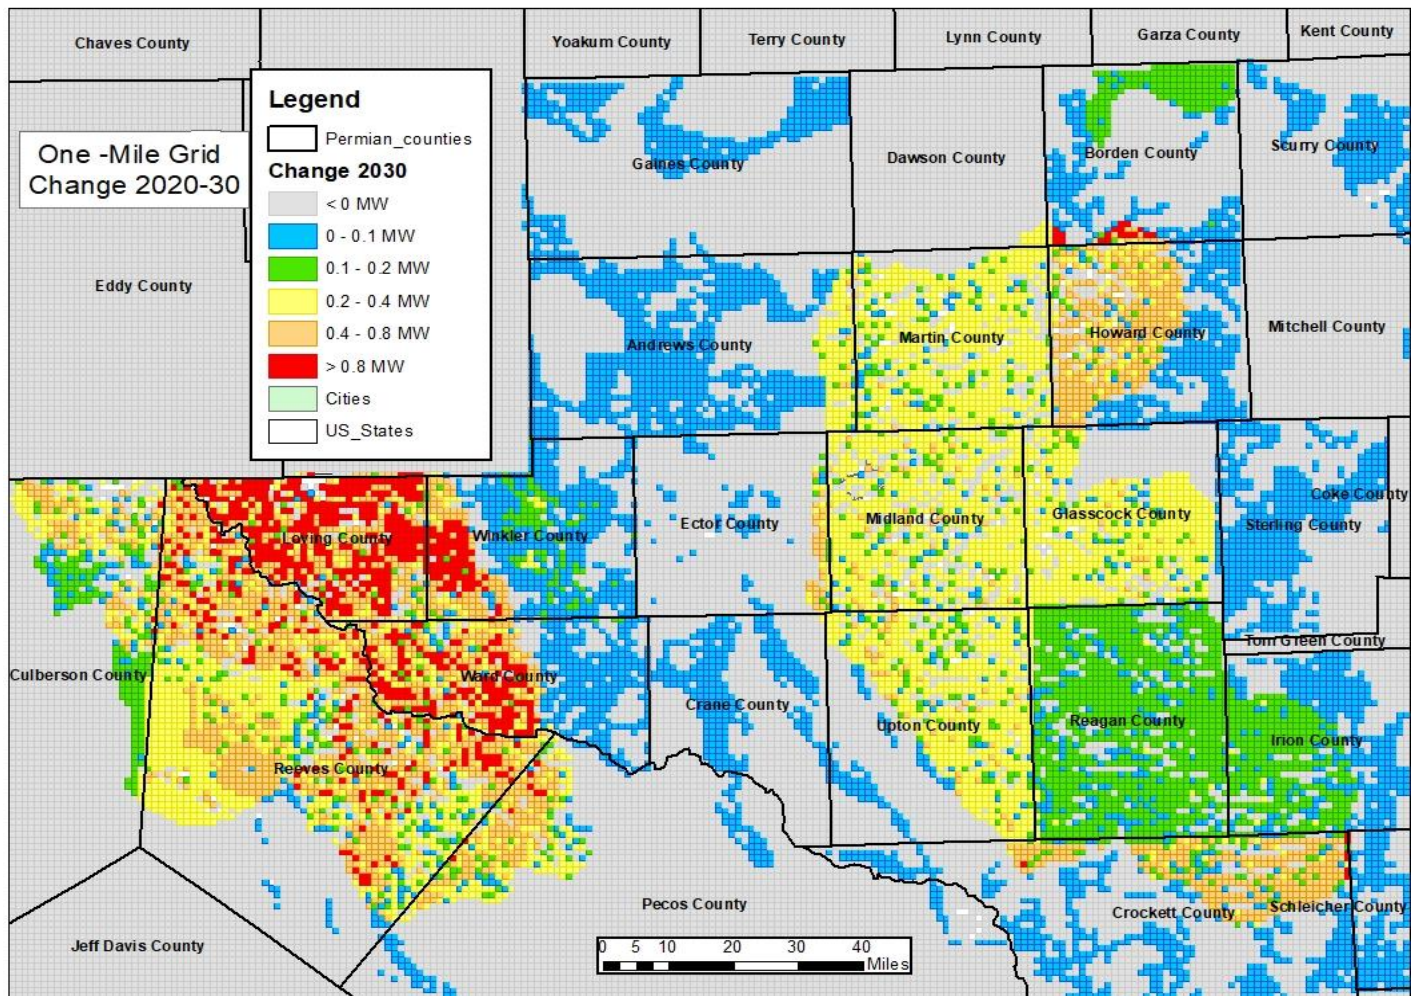 Chaves County
Yoakum County
Terry County
Lynn County
Garza County
Kent County
Legend
Permian_counties
Change 2030
< 0 MW
0 - 0.1 MW
0.1 - 0.2 MW
0.2 - 0.4 MW
0.4 - 0.8 MW
> 0.8 MW
Cities
US_States
One -Mile Grid
Change 2020-30
Gaines County
Dawson County
Borden County
Scurry County
Eddy County
Andrews County
Martin County
Howard County
Mitchell County
Loving County
Winkler County
Ector County
Midland County
Glasscock County
Coke County
Sterling County
Tom Green County
Culberson County
Ward County
Crane County
Upton County
Reagan County
Irion County
Reeves County
Pecos County
Crockett County
Schleicher County
Jeff Davis County
0 5 10 20 30 40
Miles